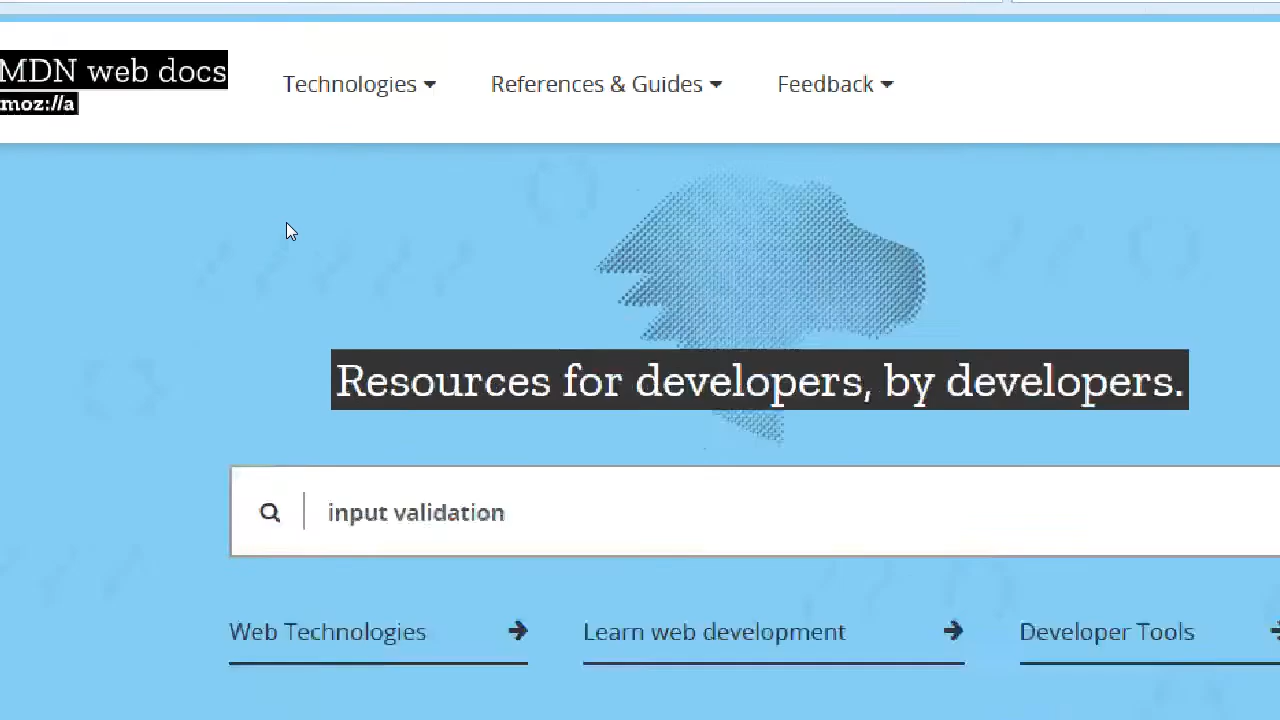 MDN web docs
moz://a
Technologies
References & Guides
Feedback
Resources for developers, by developers.
input validation
Web Technologies
Learn web development
Developer Tools